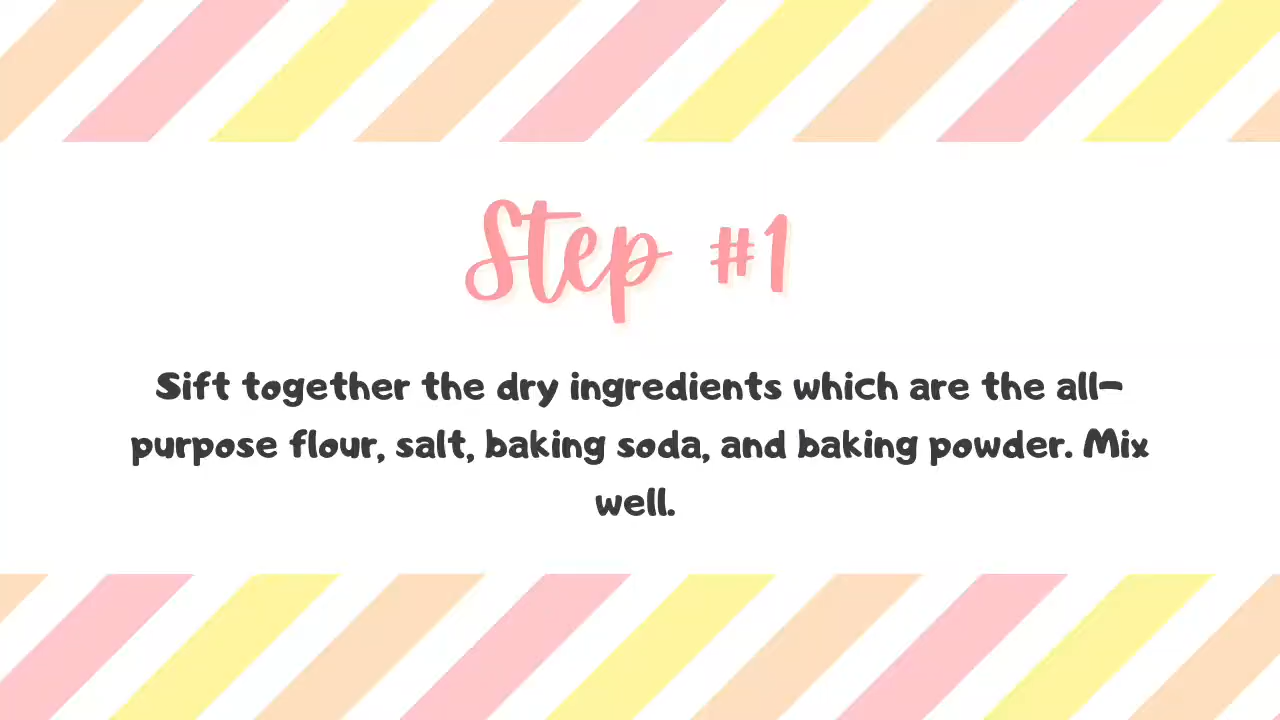 Step #1
Sift together the dry ingredients which are the all-
purpose flour, salt, baking soda, and baking powder. Mix
well.